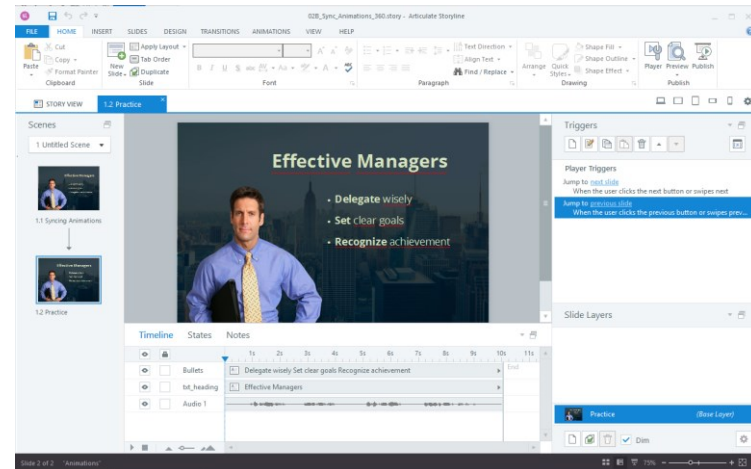 028_Sync_Animations_360.story - Articulate Storyline
FILE HOME INSERT SLIDES DESIGN TRANSITIONS ANIMATIONS VIEW HELP
Paste
Cut
Copy
Format Painter
Clipboard
New Slide
Apply Layout
Tab Order
Duplicate
Slide
Font
Text Direction
Align Text
Find / Replace
Paragraph
Arrange
Quick Styles
Shape Fill
Shape Outline
Shape Effect
Drawing
Player Preview Publish
Publish
STORY VIEW 1.2 Practice
Scenes
1 Untitled Scene
1.1 Syncing Animations
1.2 Practice
Effective Managers
• Delegate wisely
• Set clear goals
• Recognize achievement
Triggers
Player Triggers
Jump to next slide
When the user clicks the next button or swipes next
Jump to previous slide
When the user clicks the previous button or swipes prev...
Slide Layers
Practice (Base Layer)
Dim
Timeline States Notes
1s 2s 3s 4s 5s 6s 7s 8s 9s 10s 11s
Bullets Delegate wisely Set clear goals Recognize achievement End
txt_heading Effective Managers
Audio 1
Slide 2 of 2 "Animations" 75%